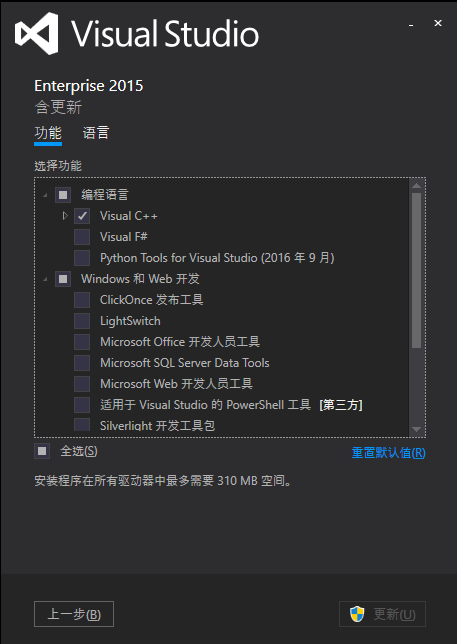 Visual Studio
Enterprise 2015
含更新
功能 语言
选择功能
编程语言
Visual C++
Visual F#
Python Tools for Visual Studio (2016 年 9 月)
Windows 和 Web 开发
ClickOnce 发布工具
LightSwitch
Microsoft Office 开发人员工具
Microsoft SQL Server Data Tools
Microsoft Web 开发人员工具
适用于 Visual Studio 的 PowerShell 工具 [第三方]
Silverlight 开发工具包
全选(S) 重置默认值(R)
安装程序在所有驱动器中最多需要 310 MB 空间。
上一步(B) 更新(U)